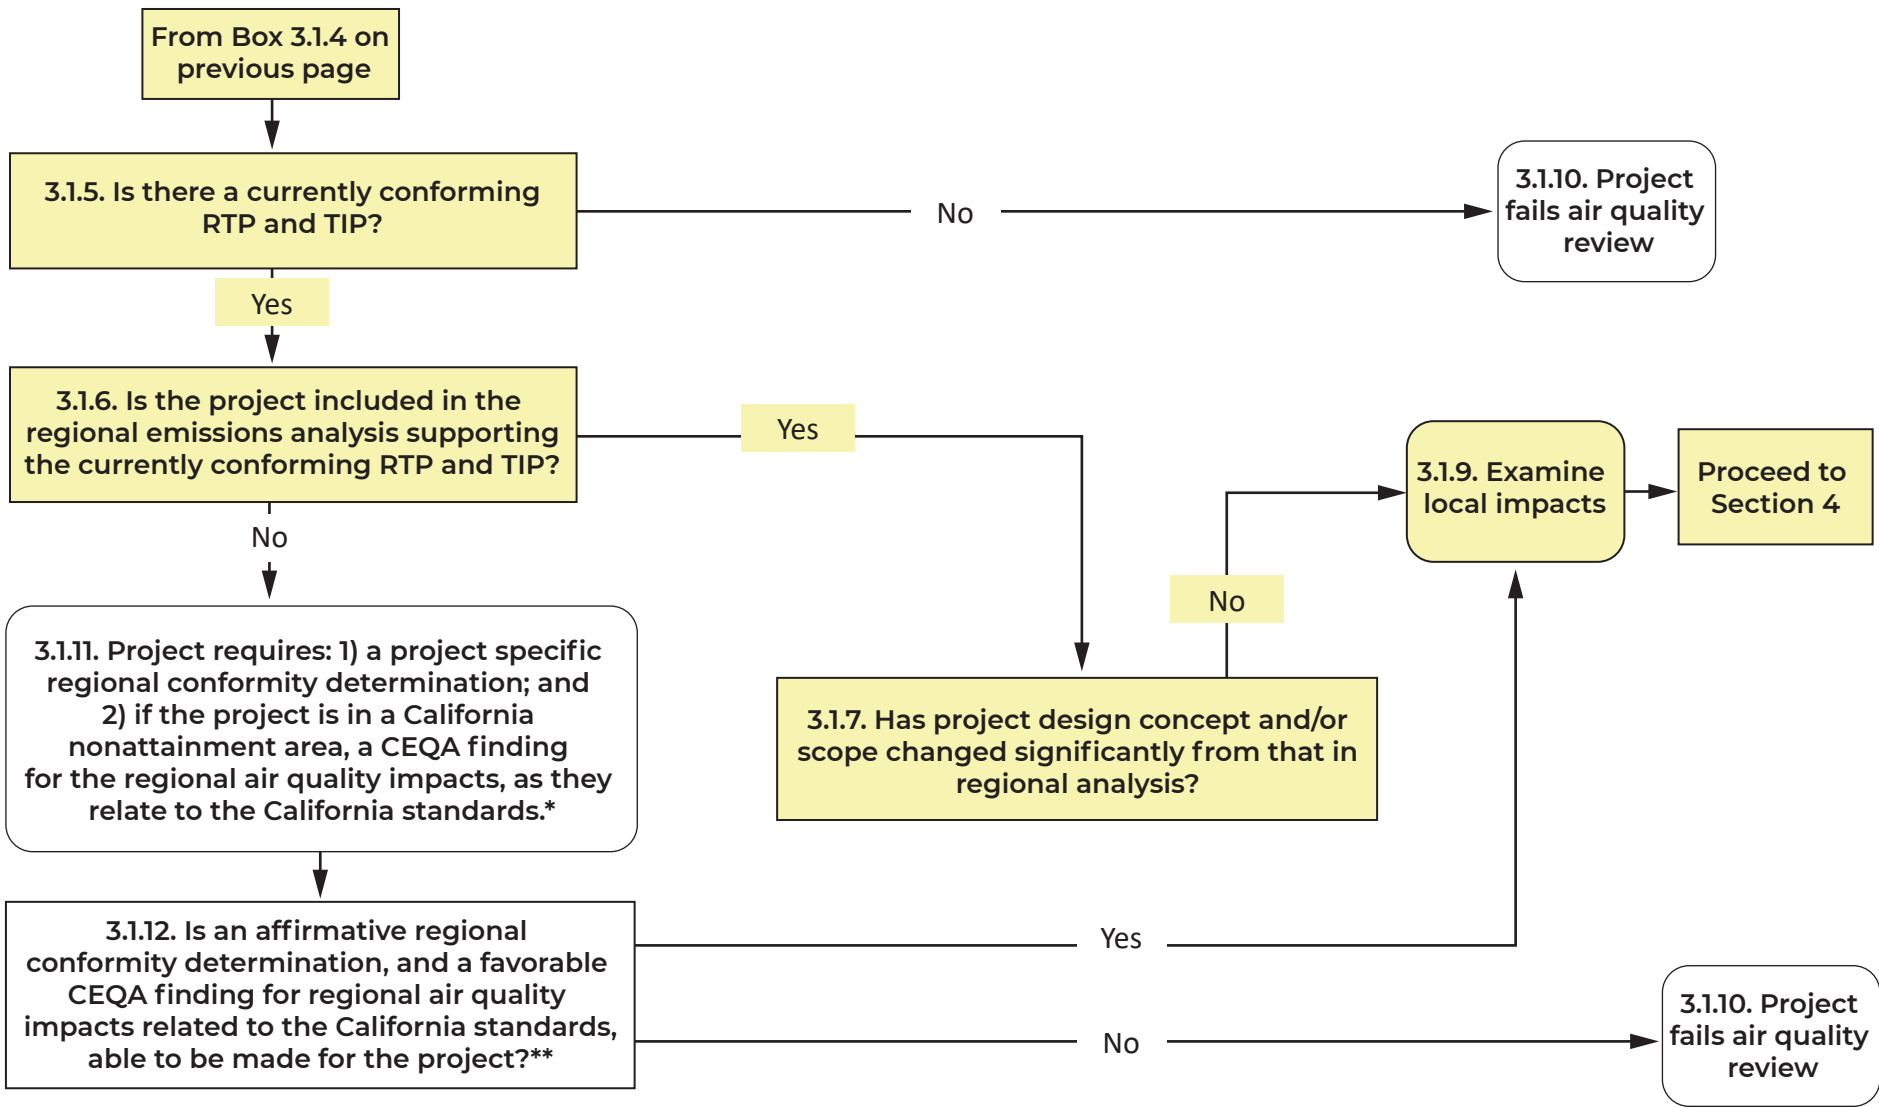 From Box 3.1.4 on
previous page
3.1.5. Is there a currently conforming
RTP and TIP?
No
3.1.10. Project
fails air quality
review
Yes
3.1.6. Is the project included in the
regional emissions analysis supporting
the currently conforming RTP and TIP?
Yes
3.1.9. Examine
local impacts
Proceed to
Section 4
No
No
3.1.11. Project requires: 1) a project specific
regional conformity determination; and
2) if the project is in a California
nonattainment area, a CEQA finding
for the regional air quality impacts, as they
relate to the California standards.*
3.1.7. Has project design concept and/or
scope changed significantly from that in
regional analysis?
3.1.12. Is an affirmative regional
conformity determination, and a favorable
CEQA finding for regional air quality
impacts related to the California standards,
able to be made for the project?**
Yes
No
3.1.10. Project
fails air quality
review